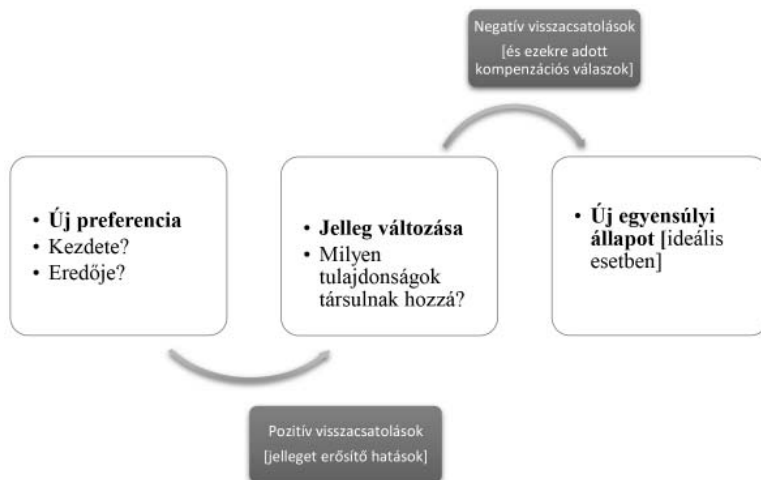 Negatív visszacsatolások
[és ezekre adott
kompenzációs válaszok]
• Új preferencia
• Kezdete?
• Eredője?
• Jelleg változása
• Milyen
tulajdonságok
társulnak hozzá?
• Új egyensúlyi
állapot [ideális
esetben]
Pozitív visszacsatolások
[jelleget erősítő hatások]